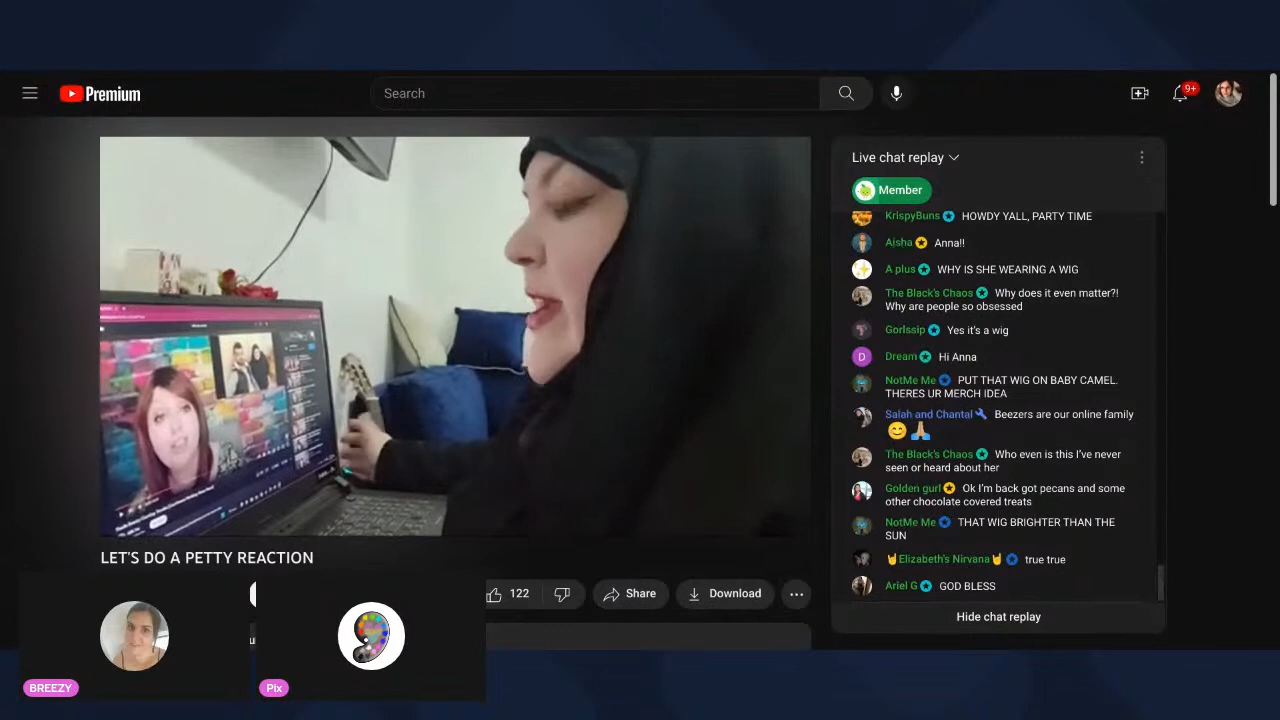 Premium
Search
9+
Live chat replay
Member
KrispyBuns HOWDY YALL, PARTY TIME
Aisha Anna!!
A plus WHY IS SHE WEARING A WIG
The Black's Chaos Why does it even matter?!
Why are people so obsessed
Gorlssip Yes it's a wig
D Dream Hi Anna
NotMe Me PUT THAT WIG ON BABY CAMEL.
THERES UR MERCH IDEA
Salah and Chantal Beezers are our online family
😊 🙏🏼
The Black's Chaos Who even is this I've never
seen or heard about her
Golden gurl Ok I'm back got pecans and some
other chocolate covered treats
NotMe Me THAT WIG BRIGHTER THAN THE
SUN
🤘Elizabeth's Nirvana🤘 true true
Ariel G GOD BLESS
Hide chat replay
LET'S DO A PETTY REACTION
122
Share
Download
BREEZY
Pix